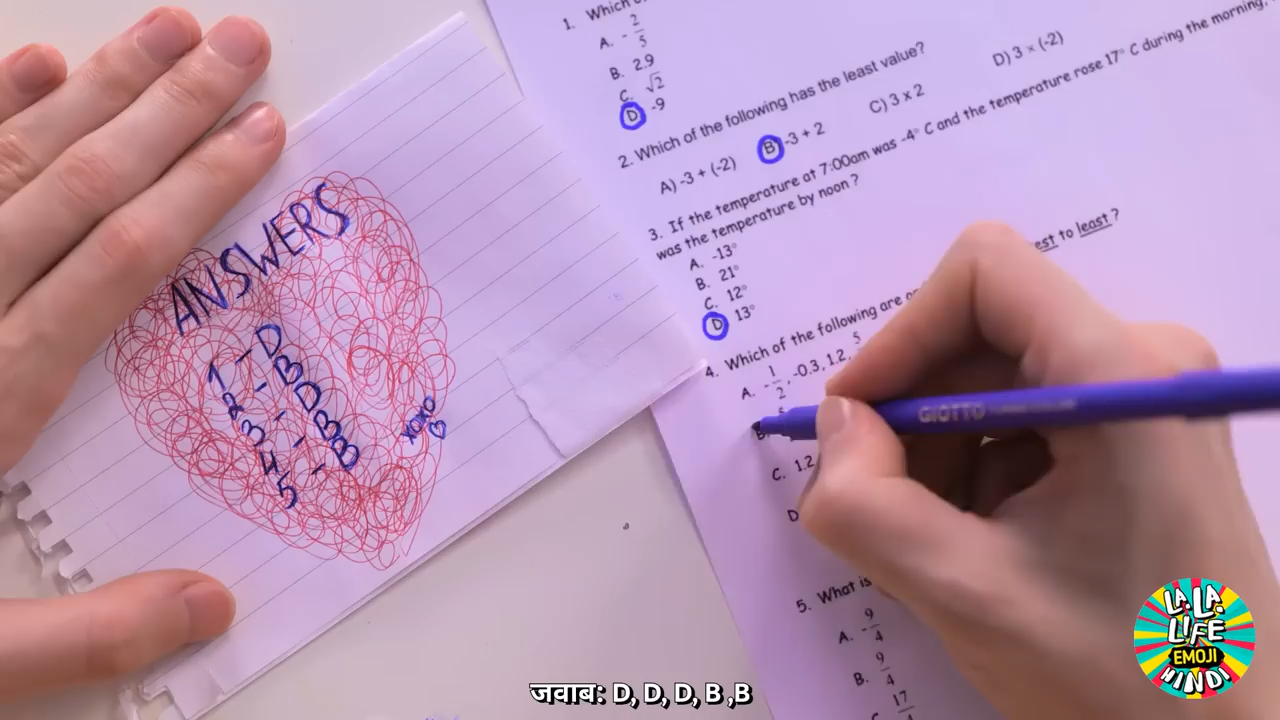 ANSWERS
1 - D
2 - B
3 - D
4 - B
5 - B
XOXO
1. Which
A. - 2/5
B. 2.9
C. √2
D -9
2. Which of the following has the least value?
A) -3 + (-2) B) -3 + 2 C) 3 x 2 D) 3 x (-2)
3. If the temperature at 7:00am was -4° C and the temperature rose 17° C during the morning,
was the temperature by noon ?
A. -13°
B. 21°
C. 12°
D 13°
4. Which of the following are est to least ?
A. - 1/2, -0.3, 1.2, 5
B.
C. 1.2
D
5. What is
A. - 9/4
B. 9/4
C. 17/4
GIOTTO
LA LA
LIFE
EMOJI
HINDI
जवाब: D, D, D, B ,B